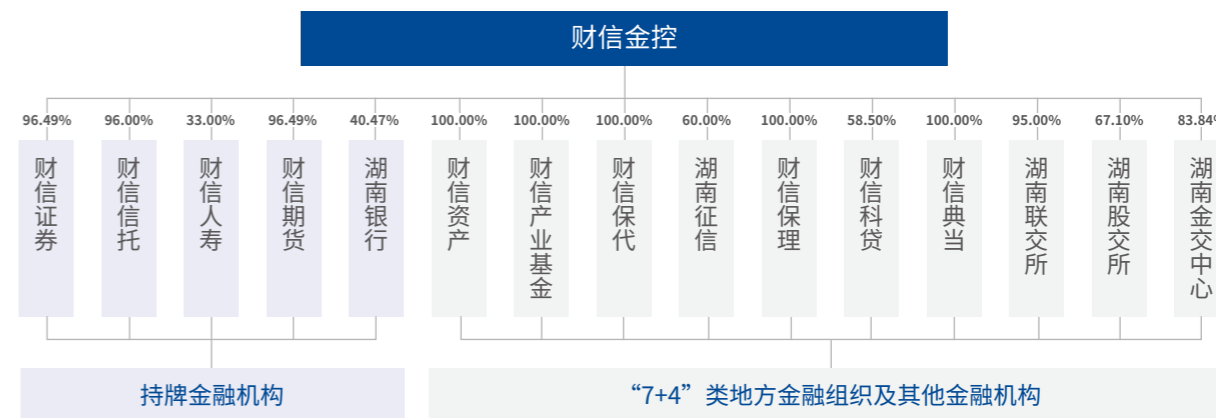 财信金控
96.49% 96.00% 33.00% 96.49% 40.47% 100.00% 100.00% 100.00% 60.00% 100.00% 58.50% 100.00% 95.00% 67.10% 83.84%
财信证券
财信信托
财信人寿
财信期货
湖南银行
财信资产
财信产业基金
财信保代
湖南征信
财信保理
财信科贷
财信典当
湖南联交所
湖南股交所
湖南金交中心
持牌金融机构
“7+4”类地方金融组织及其他金融机构